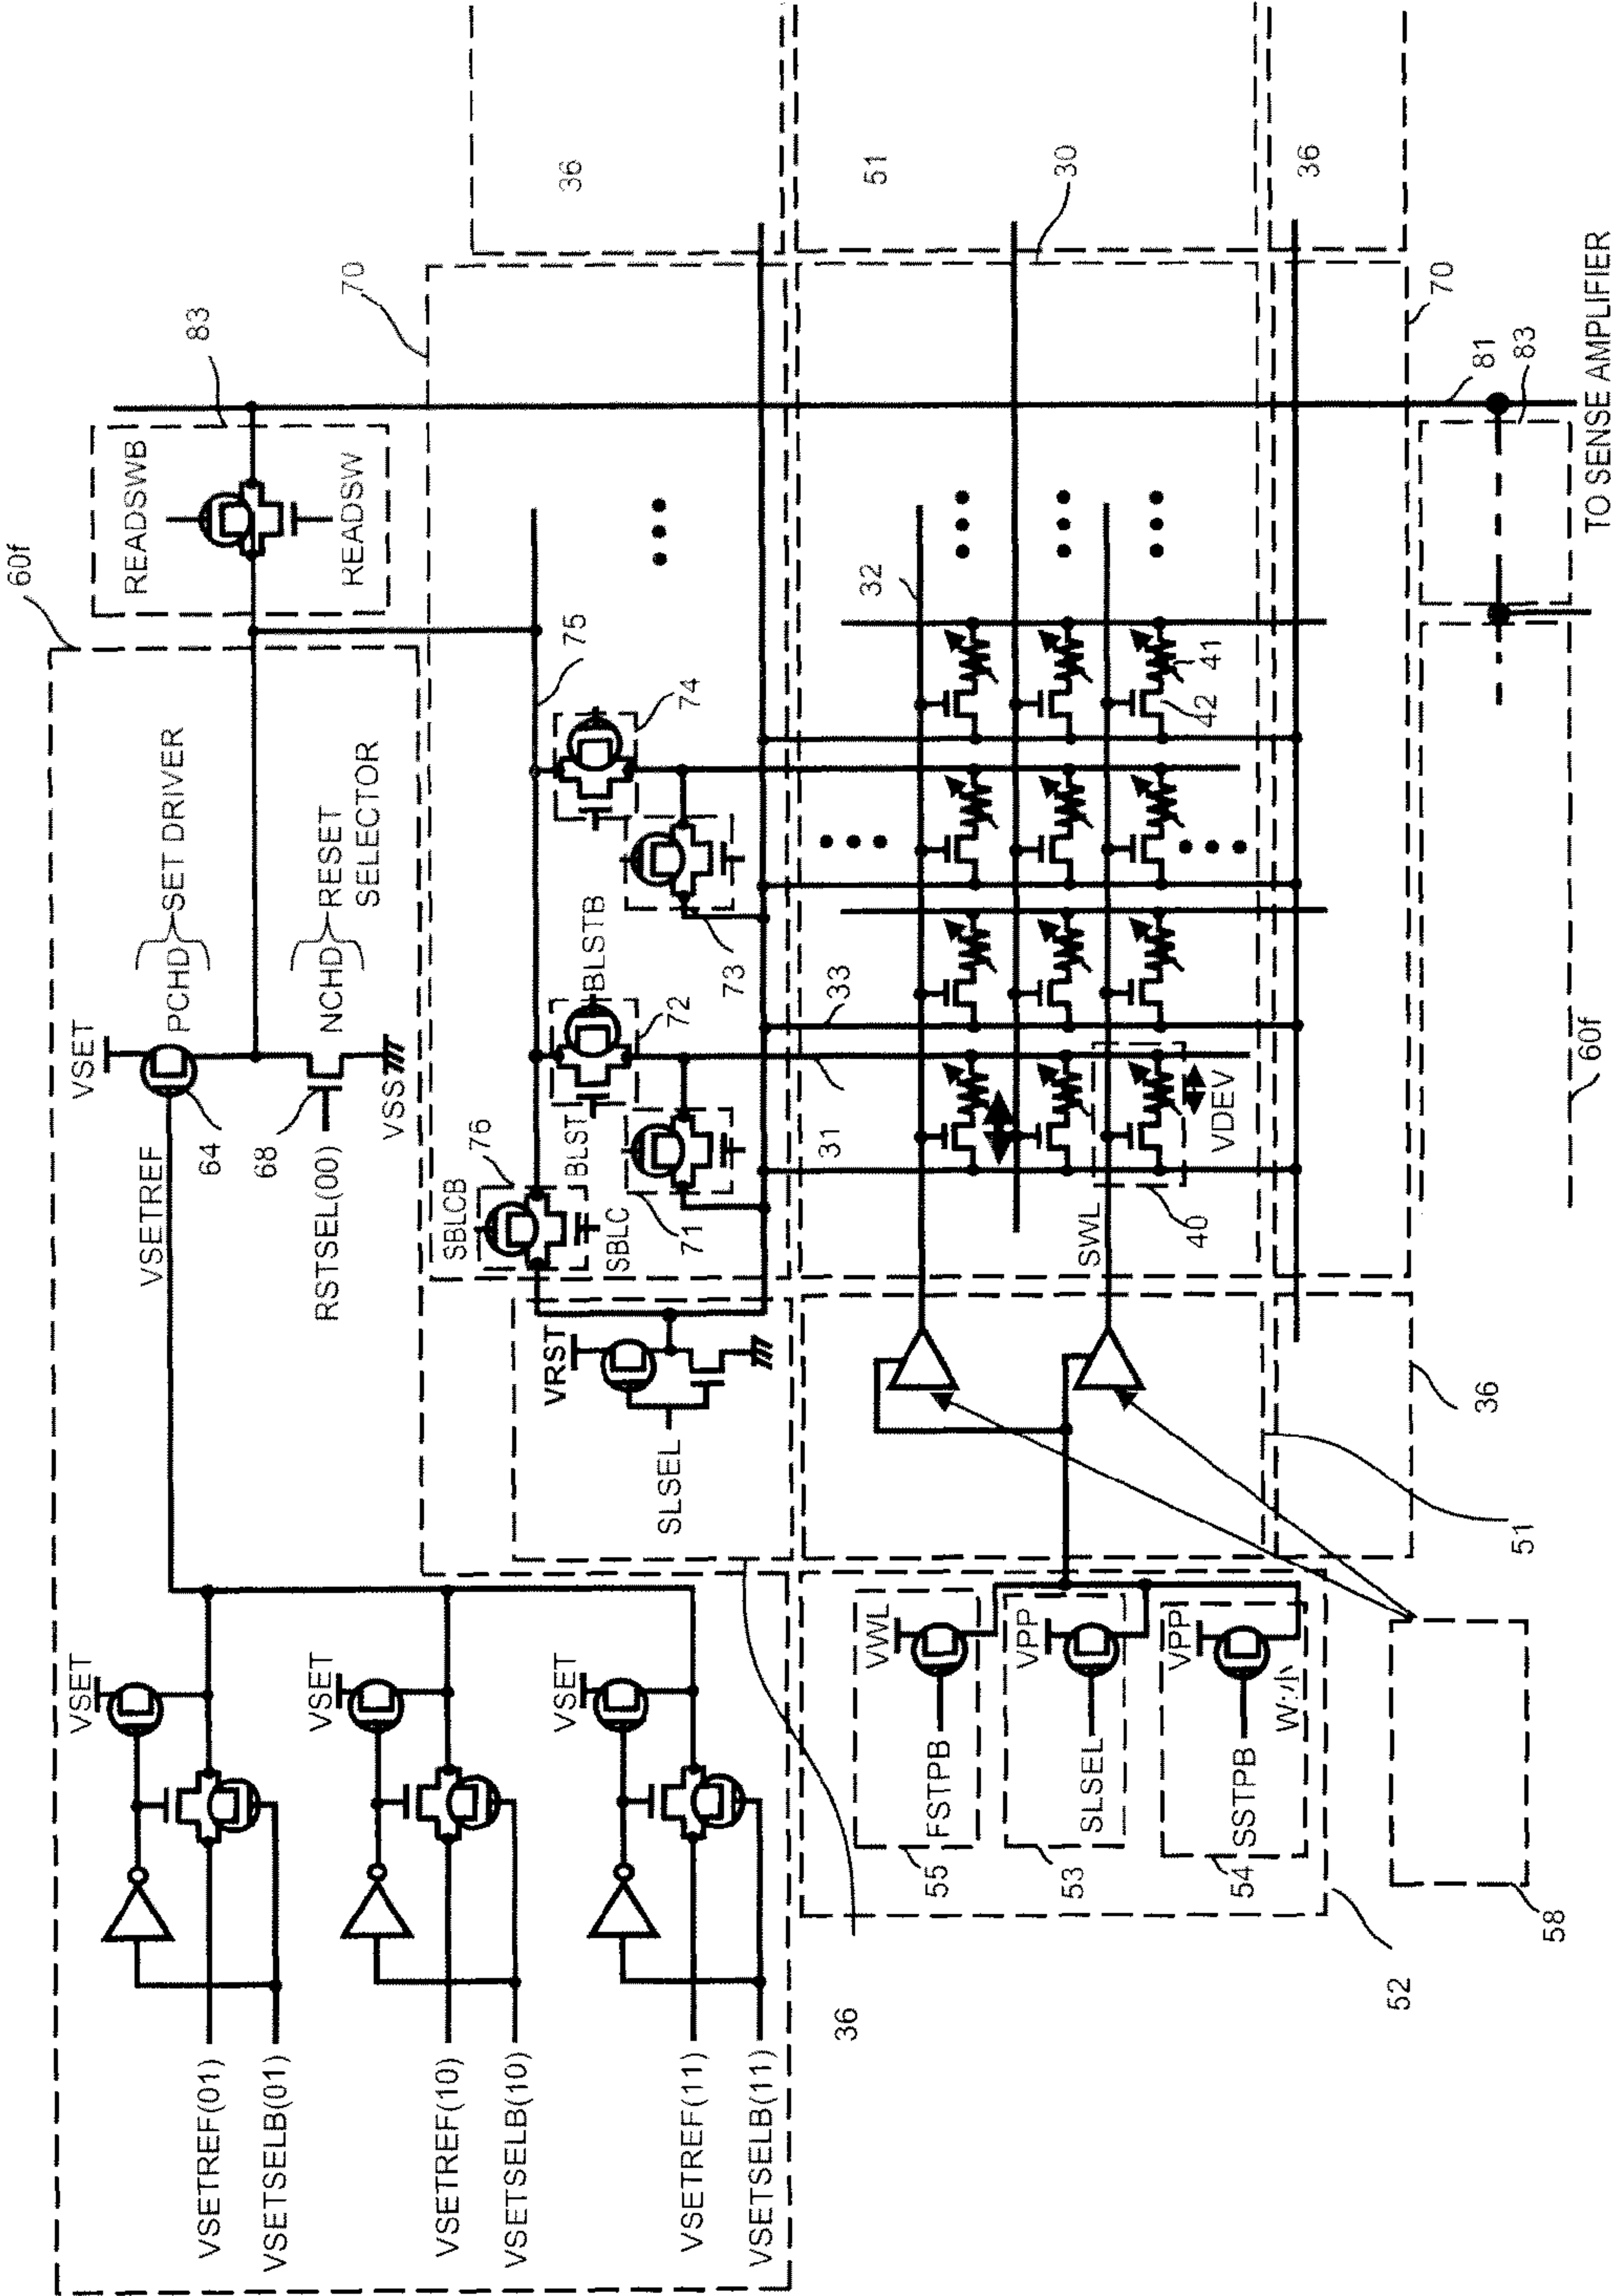 60f
83
READSWB
READSW
VSET
PCHD
SET DRIVER
NCHD
RESET
SELECTOR
VSETREF
64
68
RSTSEL(00)
VSS
VSET
VSETREF(01)
VSETSELB(01)
VSET
VSETREF(10)
VSETSELB(10)
VSET
VSETREF(11)
VSETSELB(11)
70
36
75
74
73
BLSTB
72
BLST
76
SBLCB
SBLC
71
VRST
SLSEL
36
51
30
32
33
31
31
41
42
VDEV
40
SWL
51
36
36
70
36
VWL
FSTPB
55
VPP
SLSEL
53
VPP
W:小
SSTPB
54
52
58
81
83
TO SENSE AMPLIFIER
60f